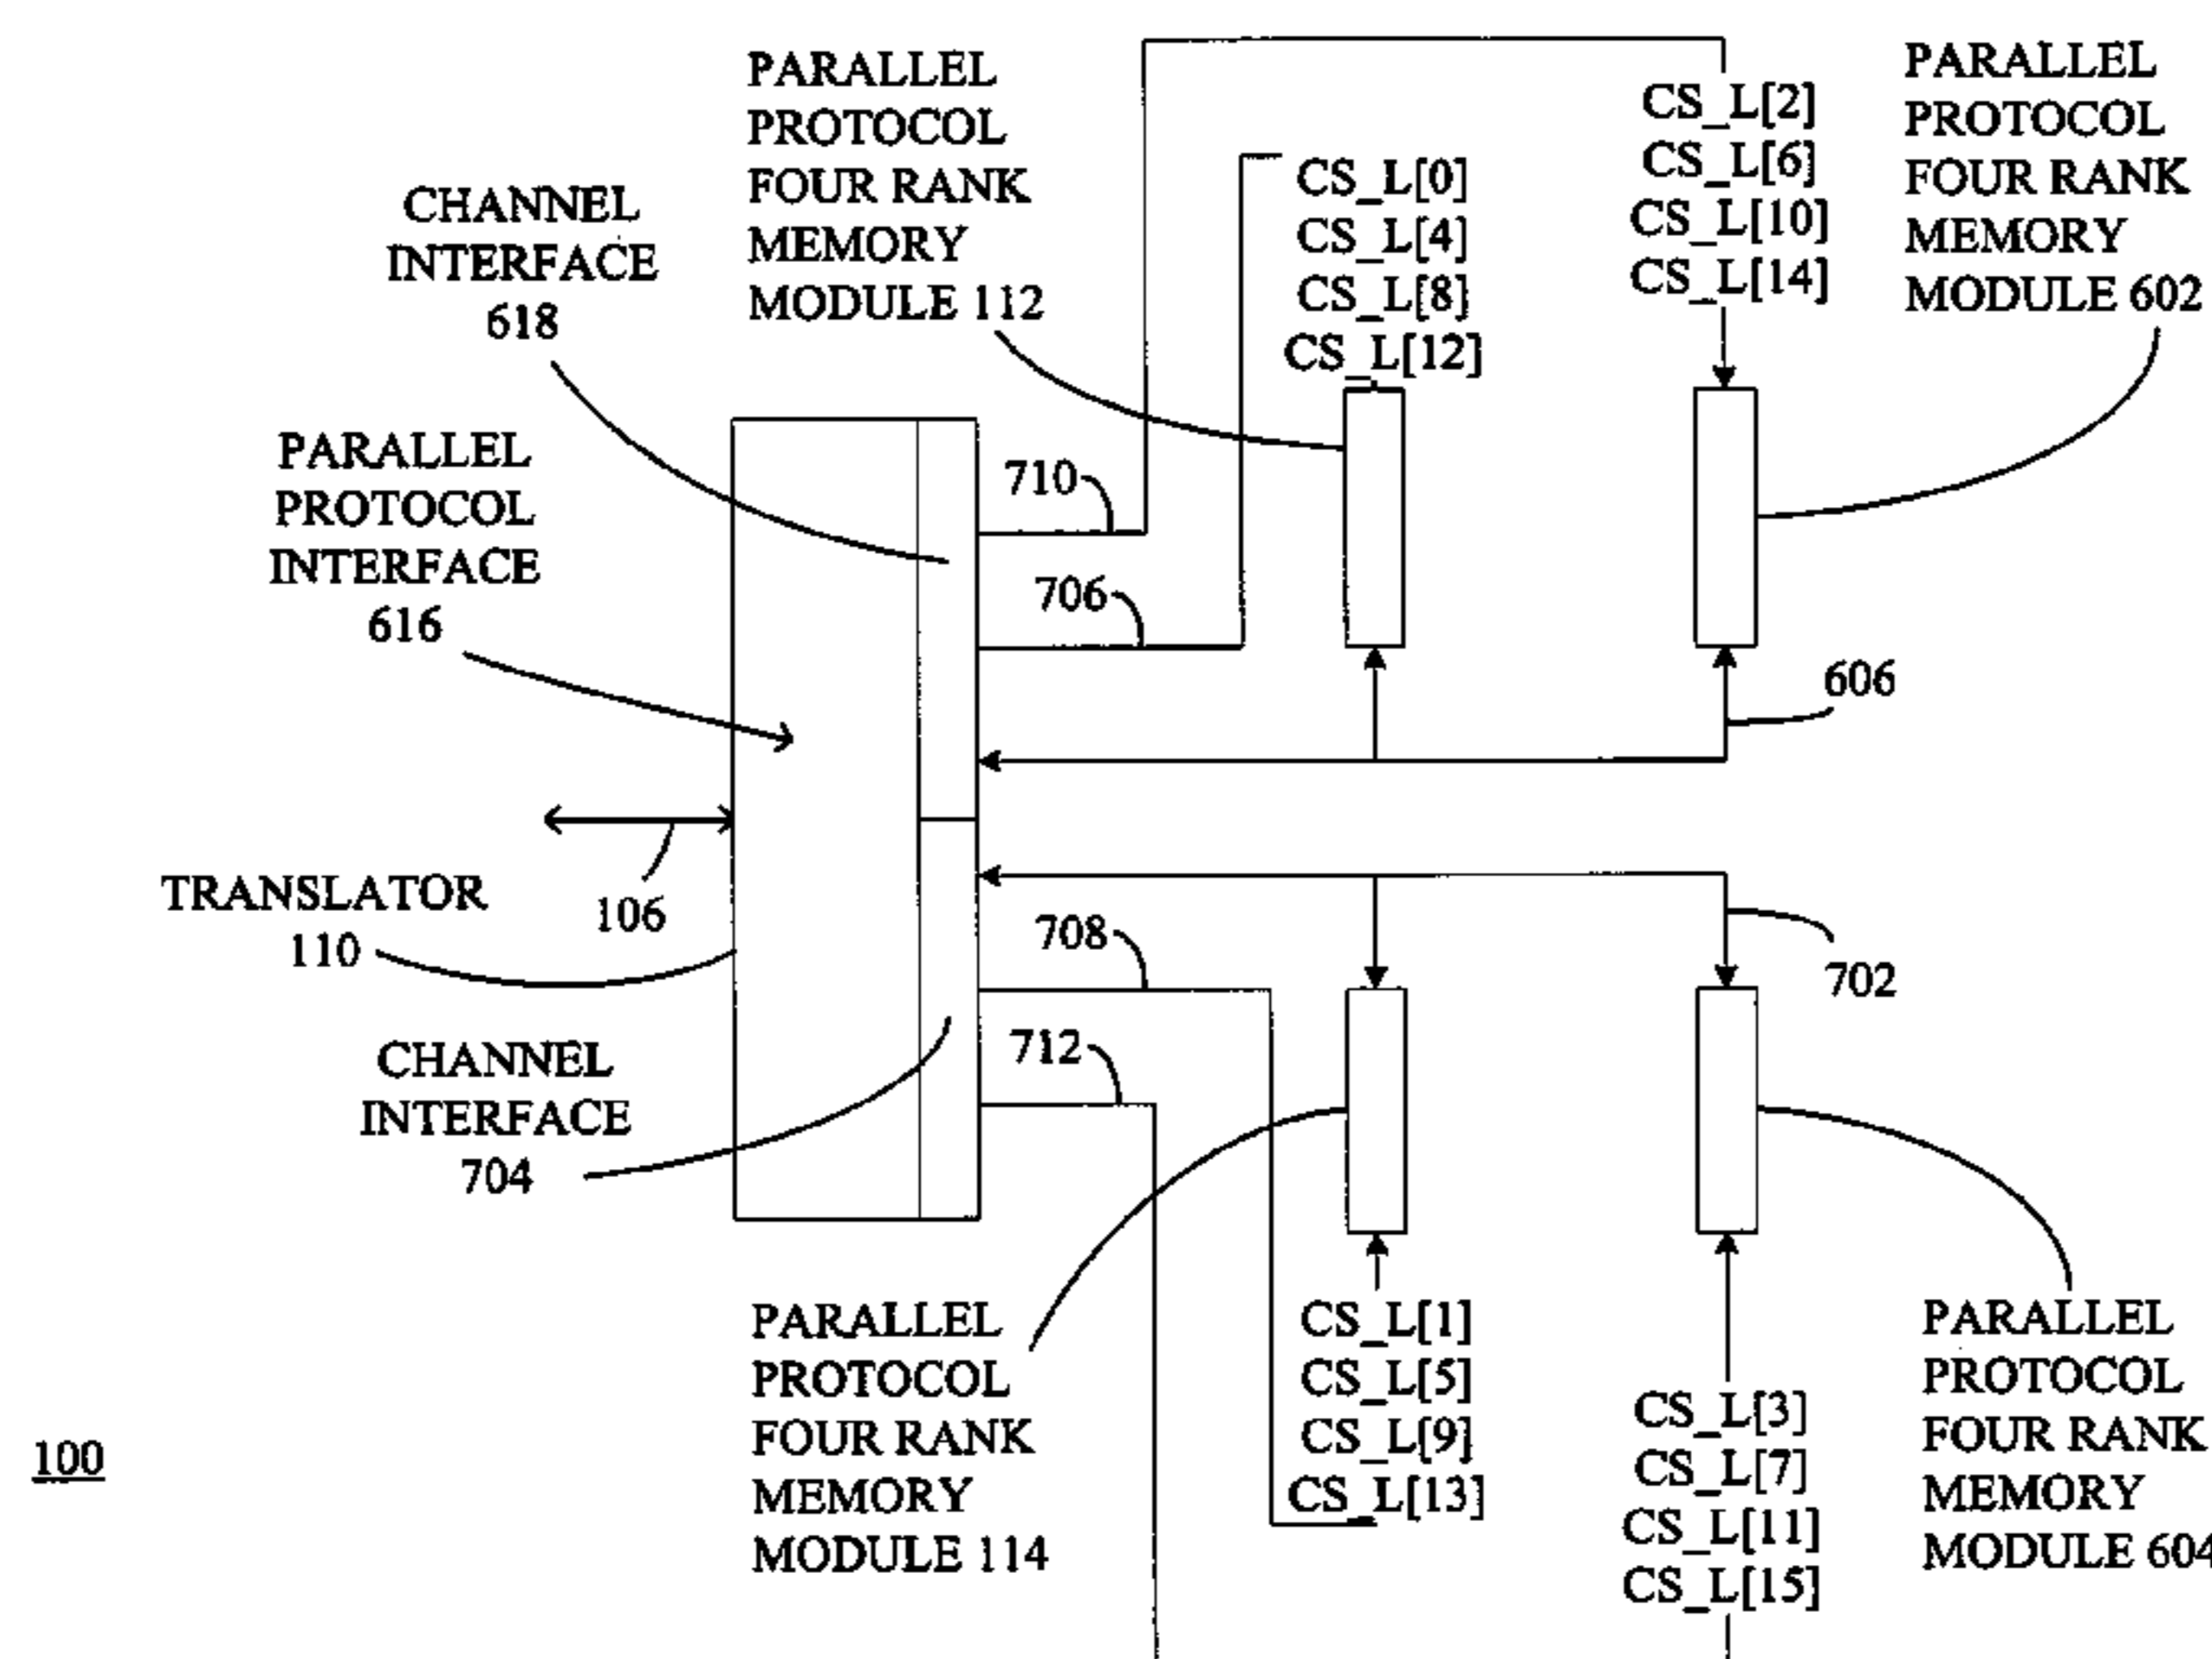 PARALLEL
PROTOCOL
FOUR RANK
MEMORY
MODULE 112
CS_L[2]
CS_L[6]
CS_L[10]
CS_L[14]
PARALLEL
PROTOCOL
FOUR RANK
MEMORY
MODULE 602
CS_L[0]
CS_L[4]
CS_L[8]
CS_L[12]
CHANNEL
INTERFACE
618
PARALLEL
PROTOCOL
INTERFACE
616
710
706
606
106
TRANSLATOR
110
708
702
712
CHANNEL
INTERFACE
704
PARALLEL
PROTOCOL
FOUR RANK
MEMORY
MODULE 114
CS_L[1]
CS_L[5]
CS_L[9]
CS_L[13]
CS_L[3]
CS_L[7]
CS_L[11]
CS_L[15]
PARALLEL
PROTOCOL
FOUR RANK
MEMORY
MODULE 604
100